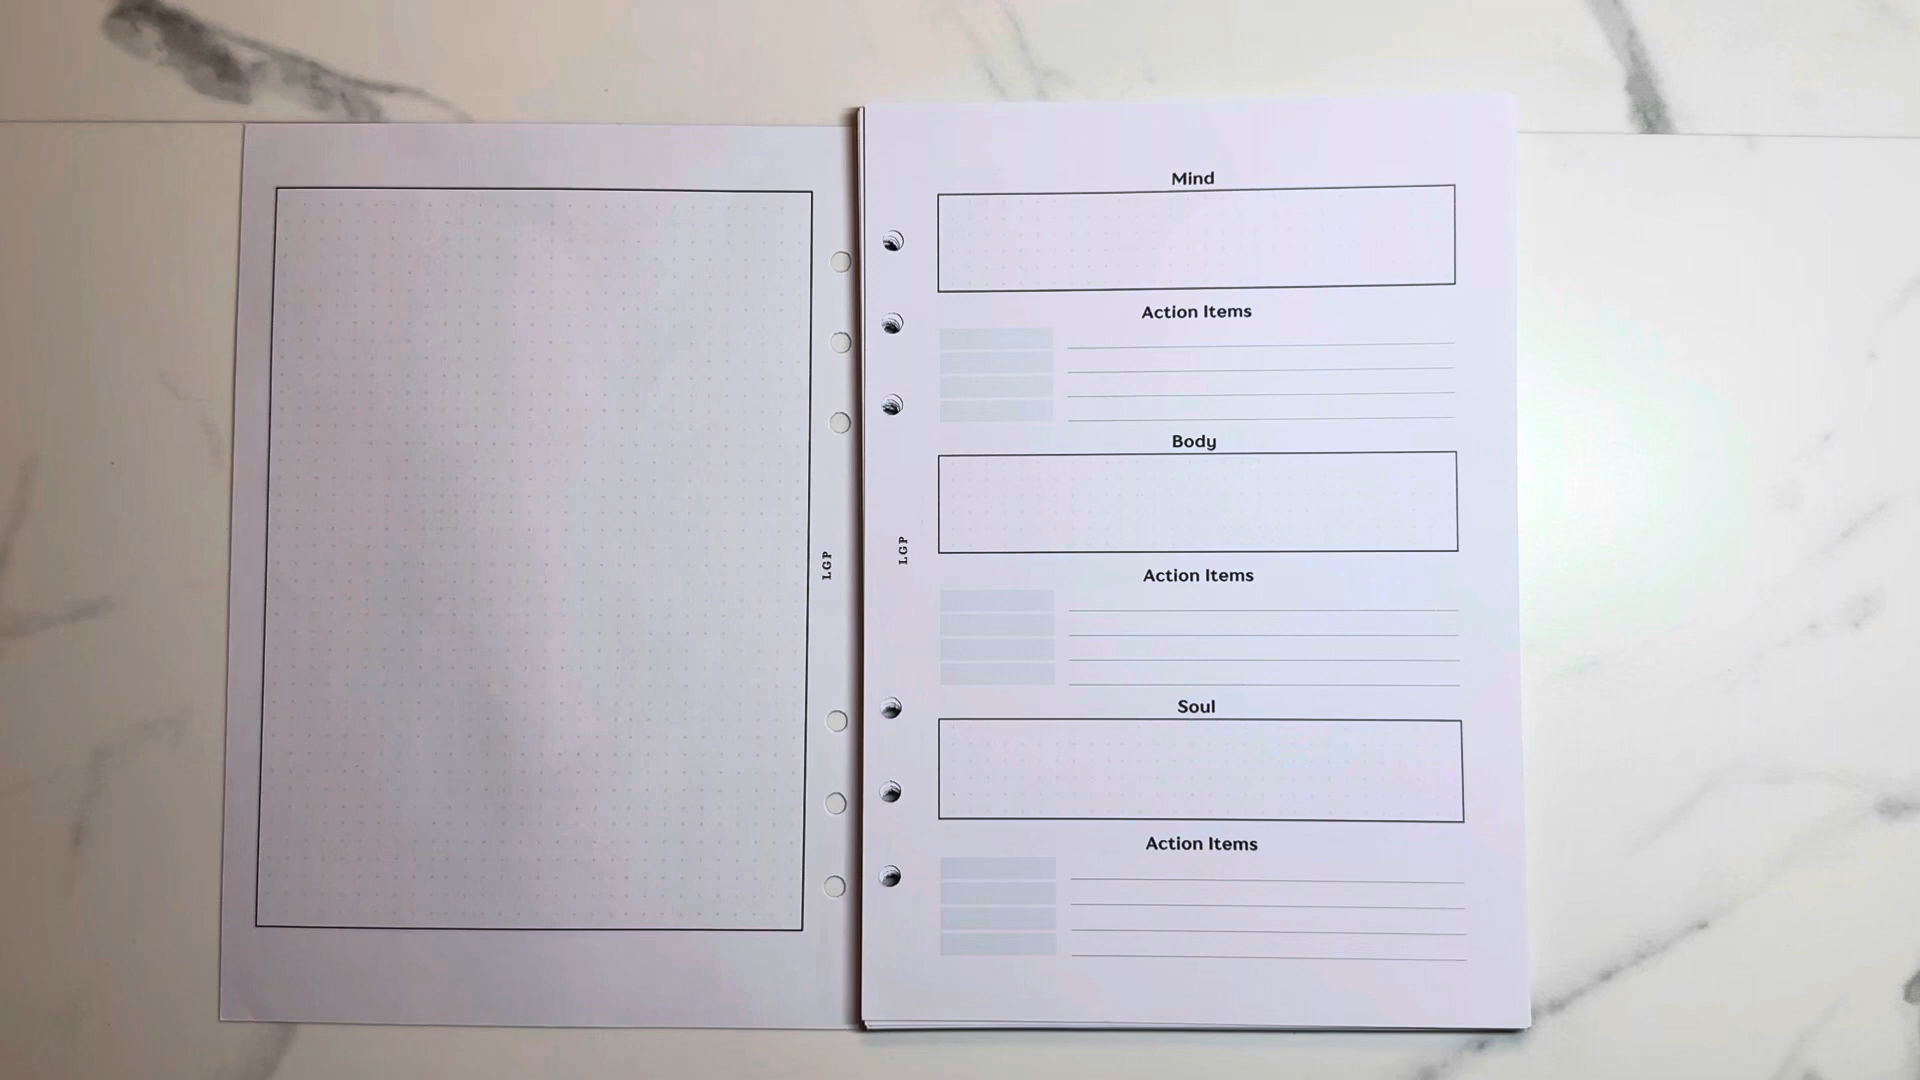 LGP
LGP
Mind
Action Items
Body
Action Items
Soul
Action Items